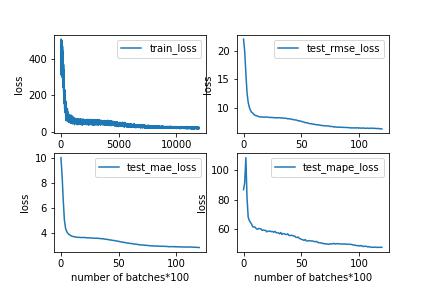 train_loss
loss
400
200
0
0
5000
10000
test_rmse_loss
loss
20
10
0
50
100
test_mae_loss
loss
10
8
6
4
0
50
100
number of batches*100
test_mape_loss
loss
100
80
60
0
50
100
number of batches*100